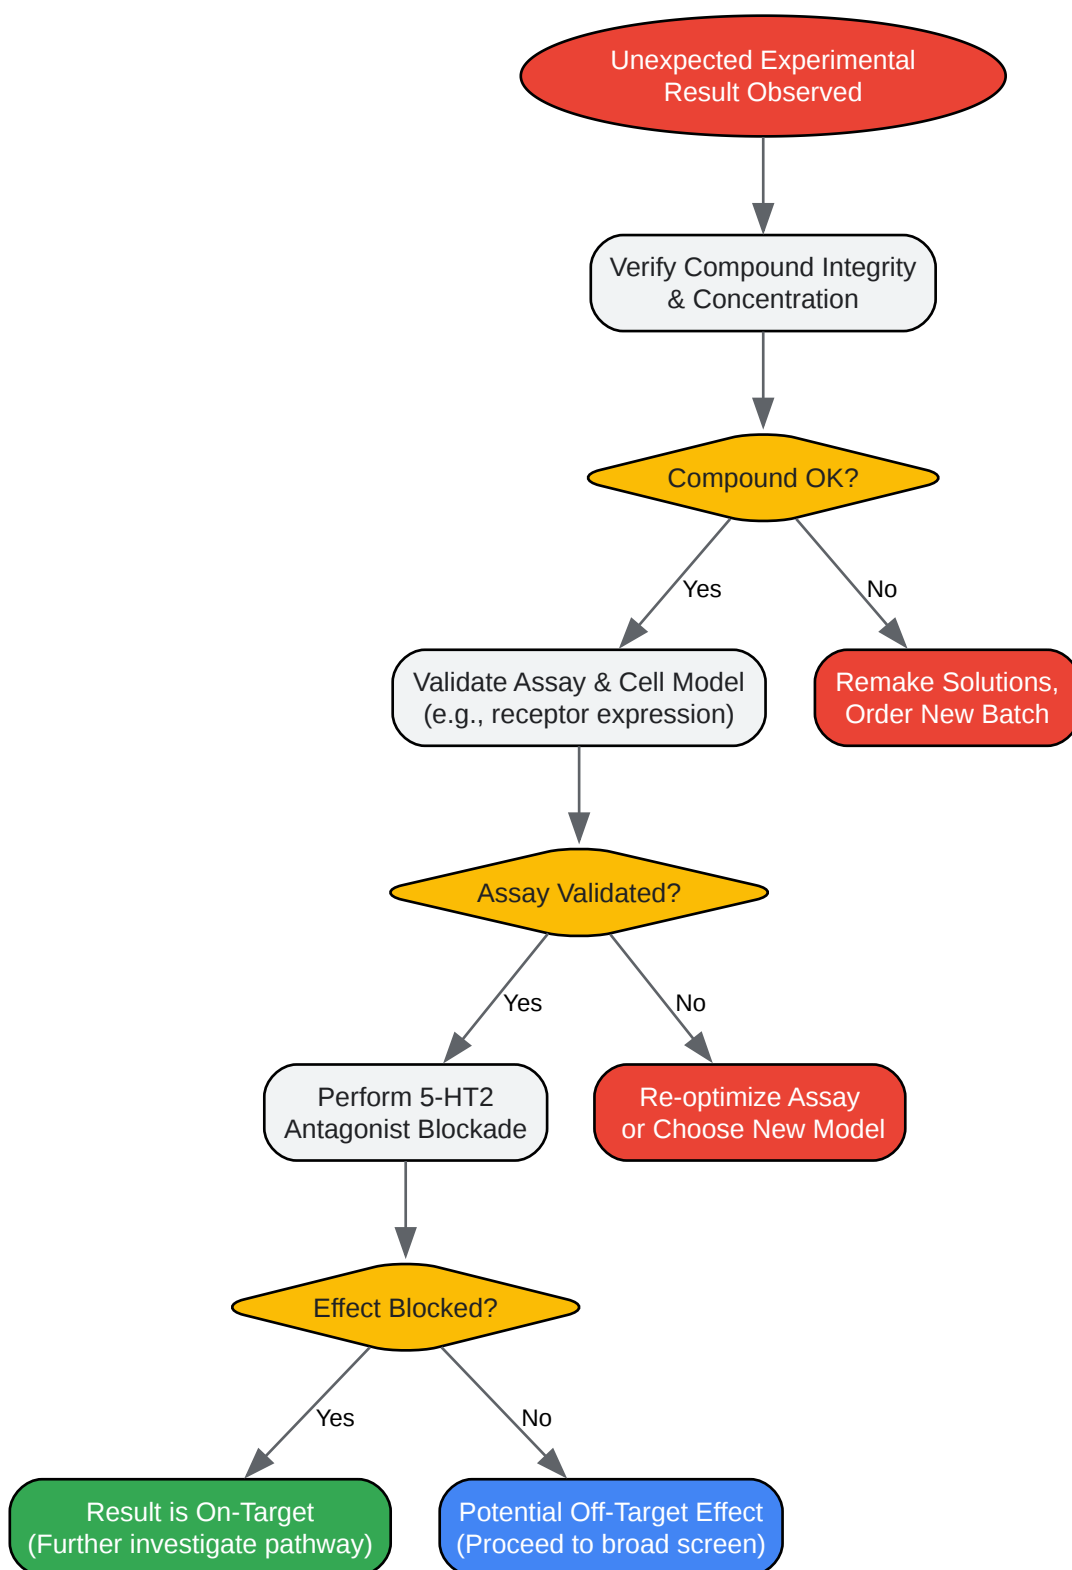 Unexpected Experimental
Result Observed
Verify Compound Integrity
& Concentration
Compound OK?
Yes
No
Validate Assay & Cell Model
(e.g., receptor expression)
Remake Solutions,
Order New Batch
Assay Validated?
Yes
No
Perform 5-HT2
Antagonist Blockade
Re-optimize Assay
or Choose New Model
Effect Blocked?
Yes
No
Result is On-Target
(Further investigate pathway)
Potential Off-Target Effect
(Proceed to broad screen)